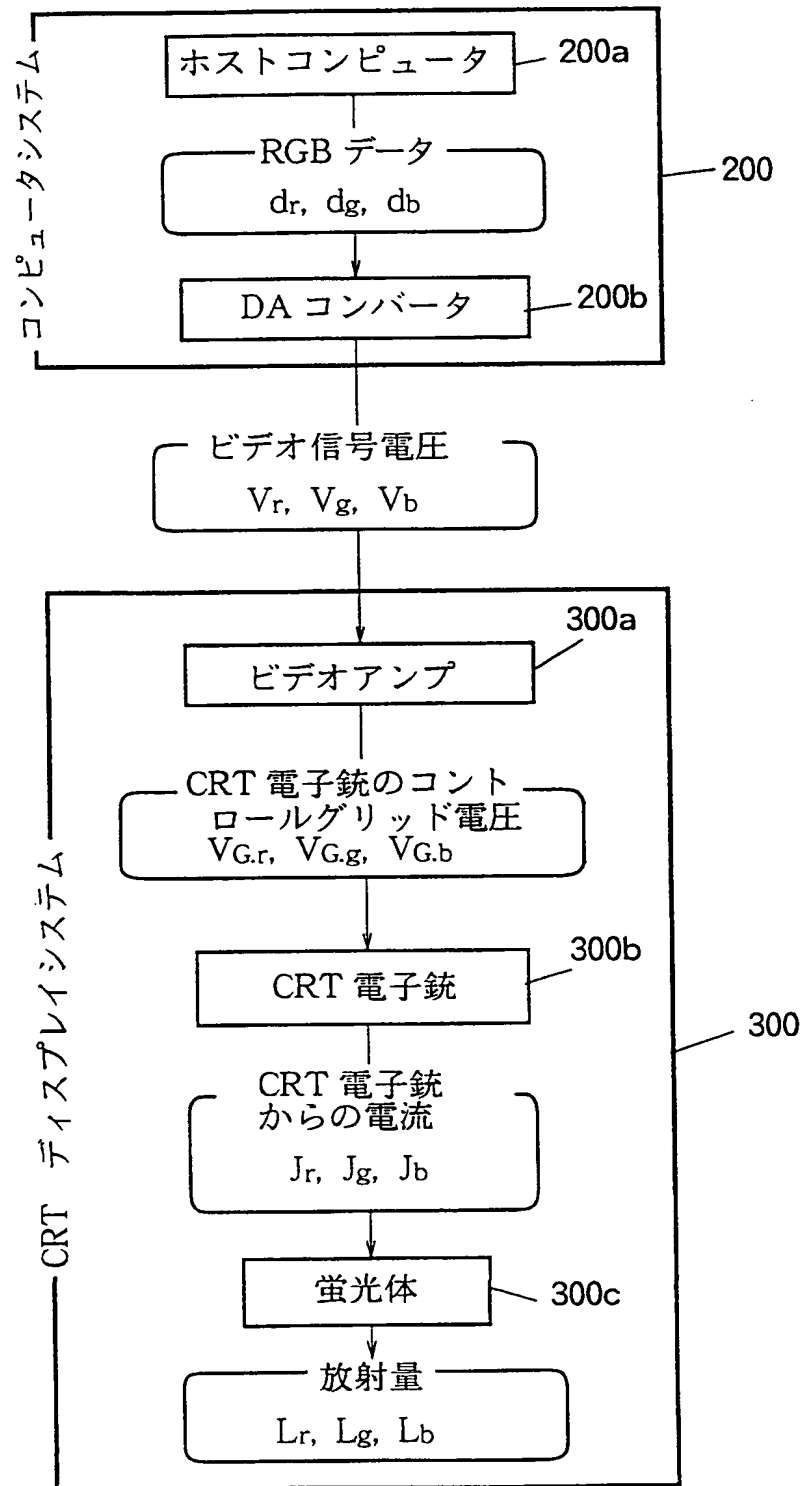 コンピュータシステム
ホストコンピュータ
200a
RGB データ
dr, dg, db
200
DA コンバータ
200b
ビデオ信号電圧
Vr, Vg, Vb
CRT ディスプレイシステム
300a
ビデオアンプ
CRT 電子銃のコント
ロールグリッド電圧
VG.r, VG.g, VG.b
300b
CRT 電子銃
300
CRT 電子銃
からの電流
Jr, Jg, Jb
蛍光体
300c
放射量
Lr, Lg, Lb